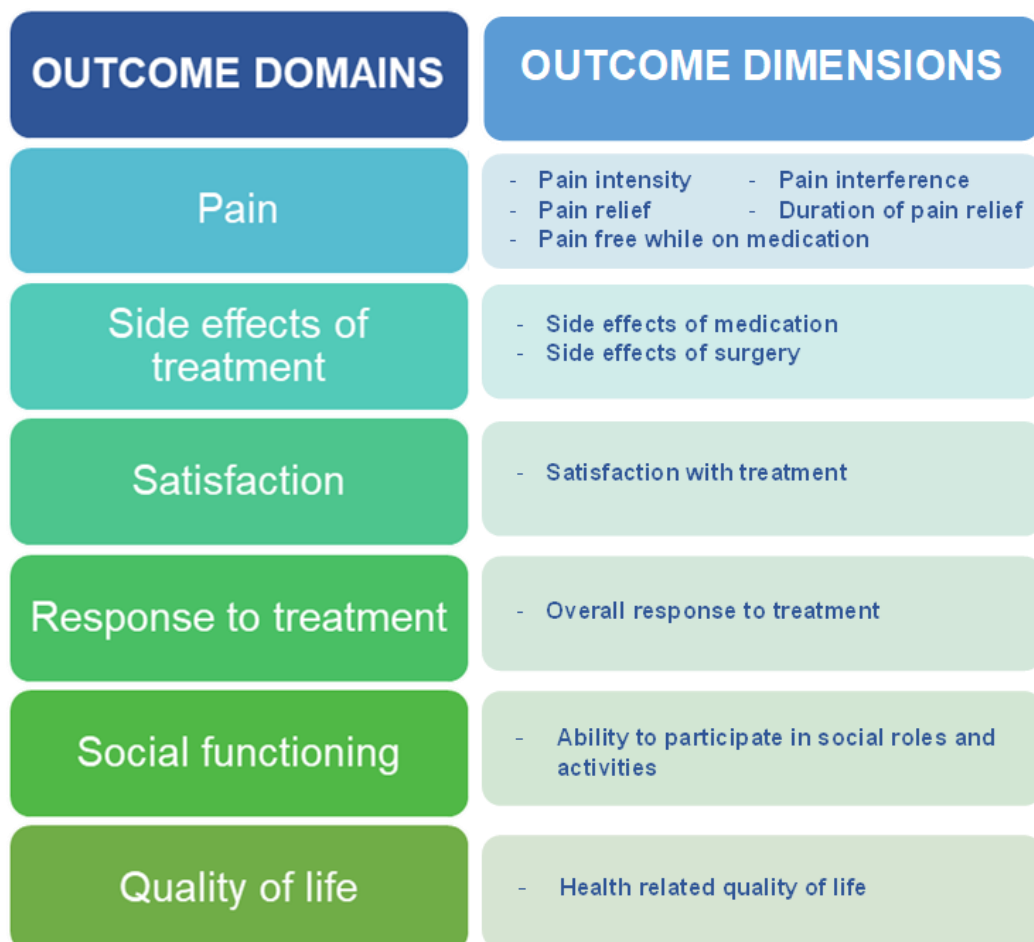 OUTCOME DOMAINS
OUTCOME DIMENSIONS
Pain
- Pain intensity - Pain interference
- Pain relief - Duration of pain relief
- Pain free while on medication
Side effects of
treatment
- Side effects of medication
- Side effects of surgery
Satisfaction
- Satisfaction with treatment
Response to treatment
- Overall response to treatment
Social functioning
- Ability to participate in social roles and
activities
Quality of life
- Health related quality of life